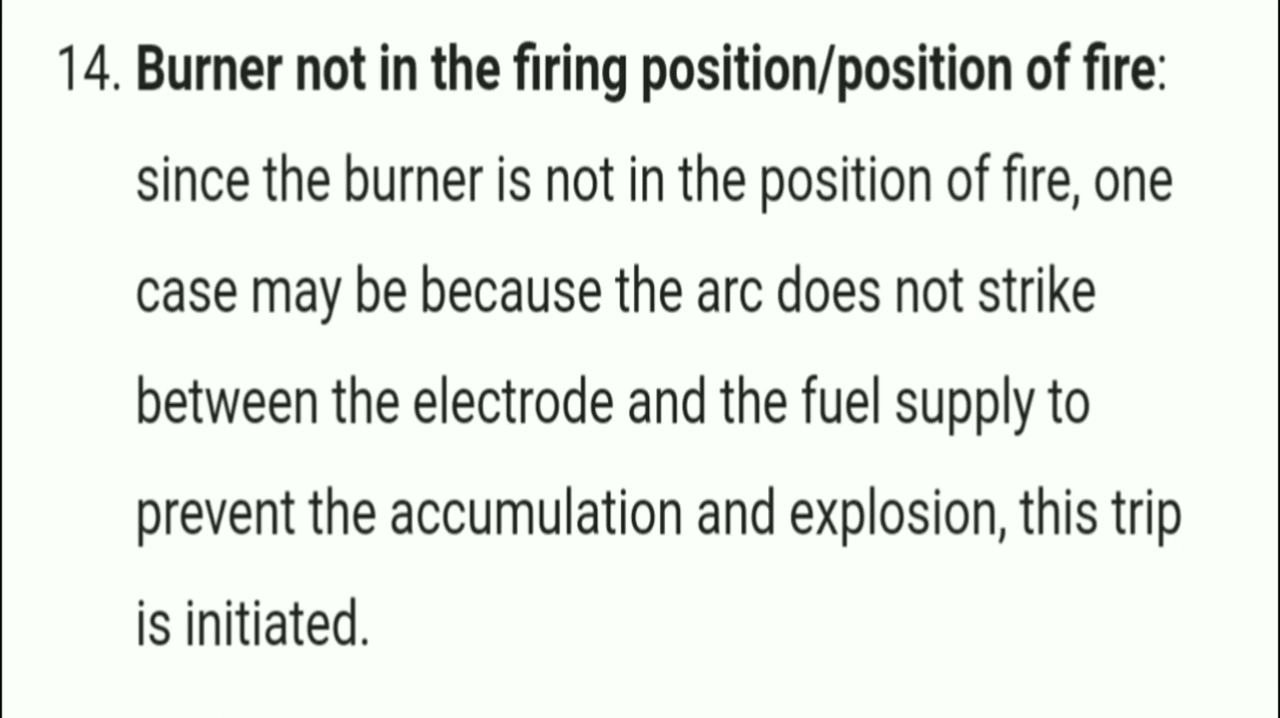 14. Burner not in the firing position/position of fire:
since the burner is not in the position of fire, one
case may be because the arc does not strike
between the electrode and the fuel supply to
prevent the accumulation and explosion, this trip
is initiated.